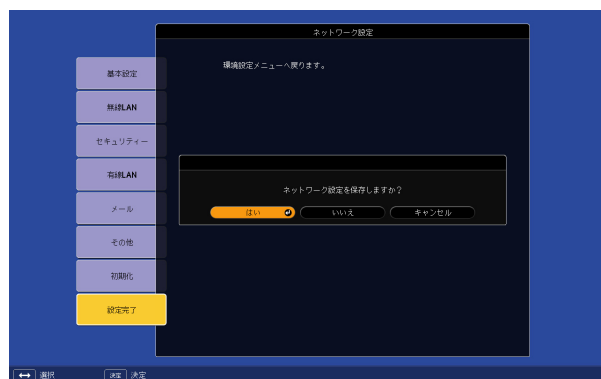 ネットワーク設定
環境設定メニューへ戻ります。
基本設定
無線LAN
セキュリティー
有線LAN
メール
その他
初期化
設定完了
ネットワーク設定を保存しますか?
はい いいえ キャンセル
選択 決定 決定